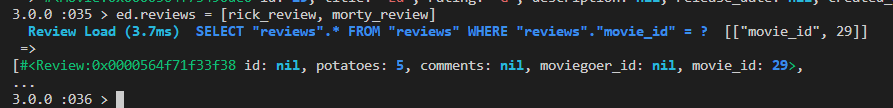 3.0.0 :035 > ed.reviews = [rick_review, morty_review]
Review Load (3.7ms)  SELECT "reviews".* FROM "reviews" WHERE "reviews"."movie_id" = ?  [["movie_id", 29]]
=>
[#<Review:0x0000564f71f33f38 id: nil, potatoes: 5, comments: nil, moviegoer_id: nil, movie_id: 29>,
...
3.0.0 :036 >